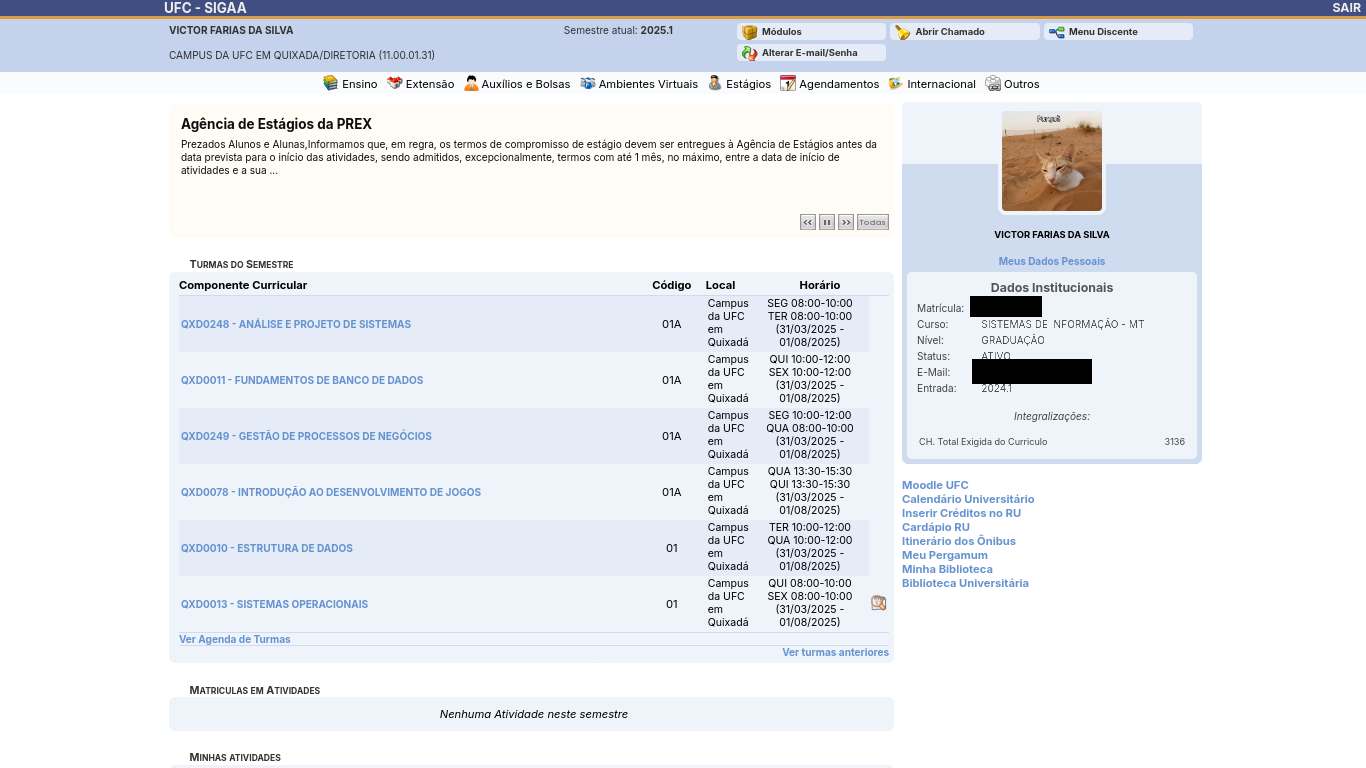 UFC - SIGAA
SAIR
VICTOR FARIAS DA SILVA
Semestre atual: 2025.1
Módulos
Abrir Chamado
Menu Discente
CAMPUS DA UFC EM QUIXADÁ/DIRETORIA (11.00.01.31)
Alterar E-mail/Senha
Ensino
Extensão
Auxílios e Bolsas
Ambientes Virtuais
Estágios
Agendamentos
Internacional
Outros
Agência de Estágios da PREX
Prezados Alunos e Alunas,Informamos que, em regra, os termos de compromisso de estágio devem ser entregues à Agência de Estágios antes da
data prevista para o início das atividades, sendo admitidos, excepcionalmente, termos com até 1 mês, no máximo, entre a data de início de
atividades e a sua ...
<<
>>
Todas
TURMAS DO SEMESTRE
Componente Curricular Código Local Horário
QXD0248 - ANÁLISE E PROJETO DE SISTEMAS
01A
Campus
da UFC
em
Quixadá
SEG 08:00-10:00
TER 08:00-10:00
(31/03/2025 -
01/08/2025)
QXD0011 - FUNDAMENTOS DE BANCO DE DADOS
01A
Campus
da UFC
em
Quixadá
QUI 10:00-12:00
SEX 10:00-12:00
(31/03/2025 -
01/08/2025)
QXD0249 - GESTÃO DE PROCESSOS DE NEGÓCIOS
01A
Campus
da UFC
em
Quixadá
SEG 10:00-12:00
QUA 08:00-10:00
(31/03/2025 -
01/08/2025)
QXD0078 - INTRODUÇÃO AO DESENVOLVIMENTO DE JOGOS
01A
Campus
da UFC
em
Quixadá
QUA 13:30-15:30
QUI 13:30-15:30
(31/03/2025 -
01/08/2025)
QXD0010 - ESTRUTURA DE DADOS
01
Campus
da UFC
em
Quixadá
TER 10:00-12:00
QUA 10:00-12:00
(31/03/2025 -
01/08/2025)
QXD0013 - SISTEMAS OPERACIONAIS
01
Campus
da UFC
em
Quixadá
QUI 08:00-10:00
SEX 08:00-10:00
(31/03/2025 -
01/08/2025)
Ver Agenda de Turmas
Ver turmas anteriores
MATRICULAS EM ATIVIDADES
Nenhuma Atividade neste semestre
MINHAS ATIVIDADES
VICTOR FARIAS DA SILVA
Meus Dados Pessoais
Dados Institucionais
Matrícula:
Curso: SISTEMAS DE NFORMAÇÃO - MT
Nível: GRADUAÇÃO
Status: ATIVO
E-Mail:
Entrada: 2024.1
Integralizações:
CH. Total Exigida do Curriculo 3136
Moodle UFC
Calendário Universitário
Inserir Créditos no RU
Cardápio RU
Itinerário dos Ônibus
Meu Pergamum
Minha Biblioteca
Biblioteca Universitária